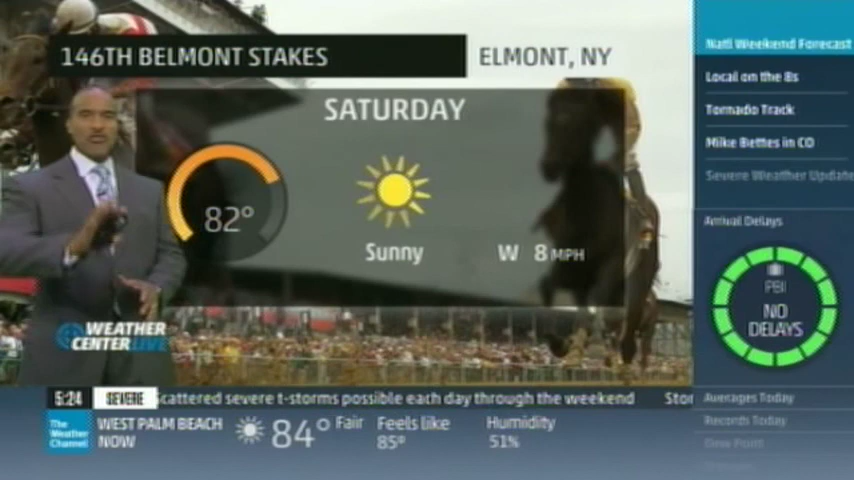 146TH BELMONT STAKES
ELMONT, NY
SATURDAY
82°
Sunny
W 8 MPH
WEATHER
CENTER LIVE
Natl Weekend Forecast
Local on the 8s
Tornado Track
Mike Bettes in CO
Severe Weather Update
Arrival Delays
PBI
NO
DELAYS
Averages Today
Records Today
Dew Point
5:24
SEVERE
scattered severe t-storms possible each day through the weekend
Stor
The
Weather
Channel
WEST PALM BEACH
NOW
84° Fair
Feels like
85°
Humidity
51%